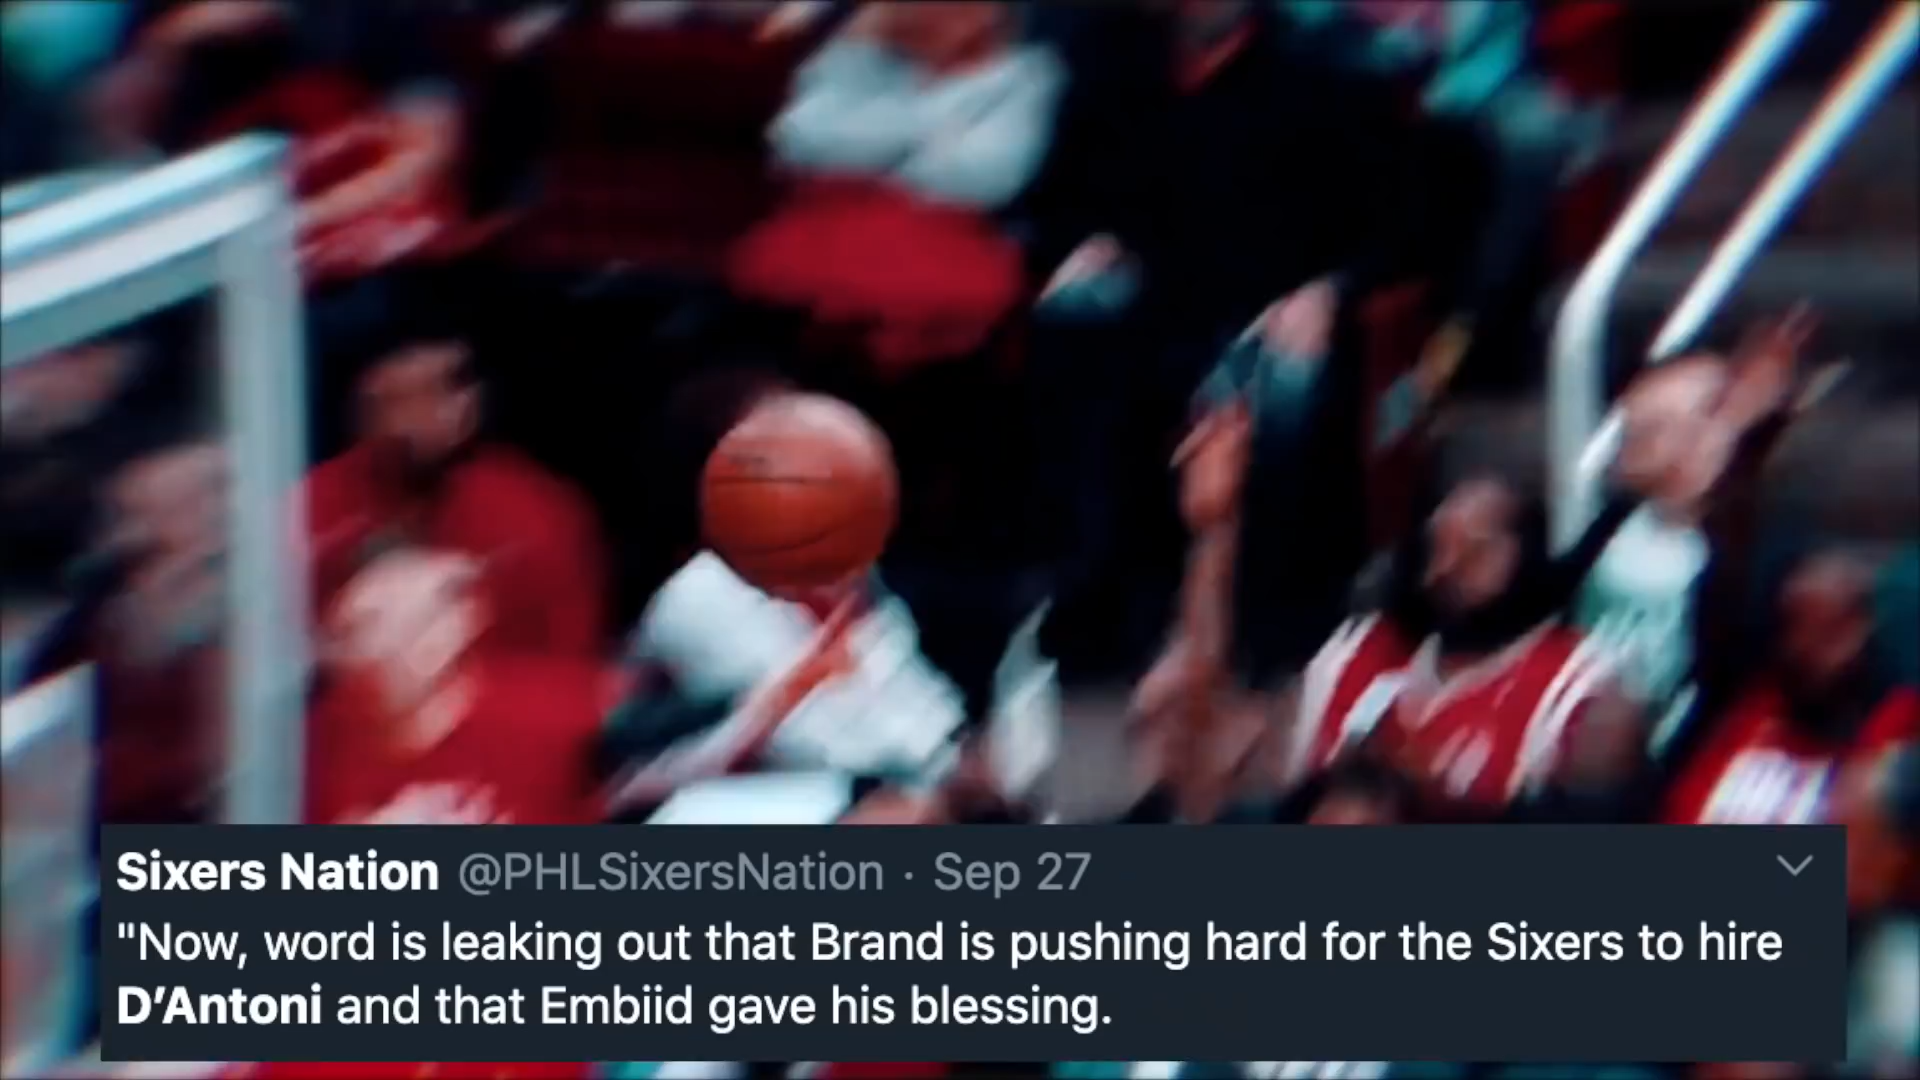 Sixers Nation @PHLSixersNation · Sep 27
"Now, word is leaking out that Brand is pushing hard for the Sixers to hire
D’Antoni and that Embiid gave his blessing.